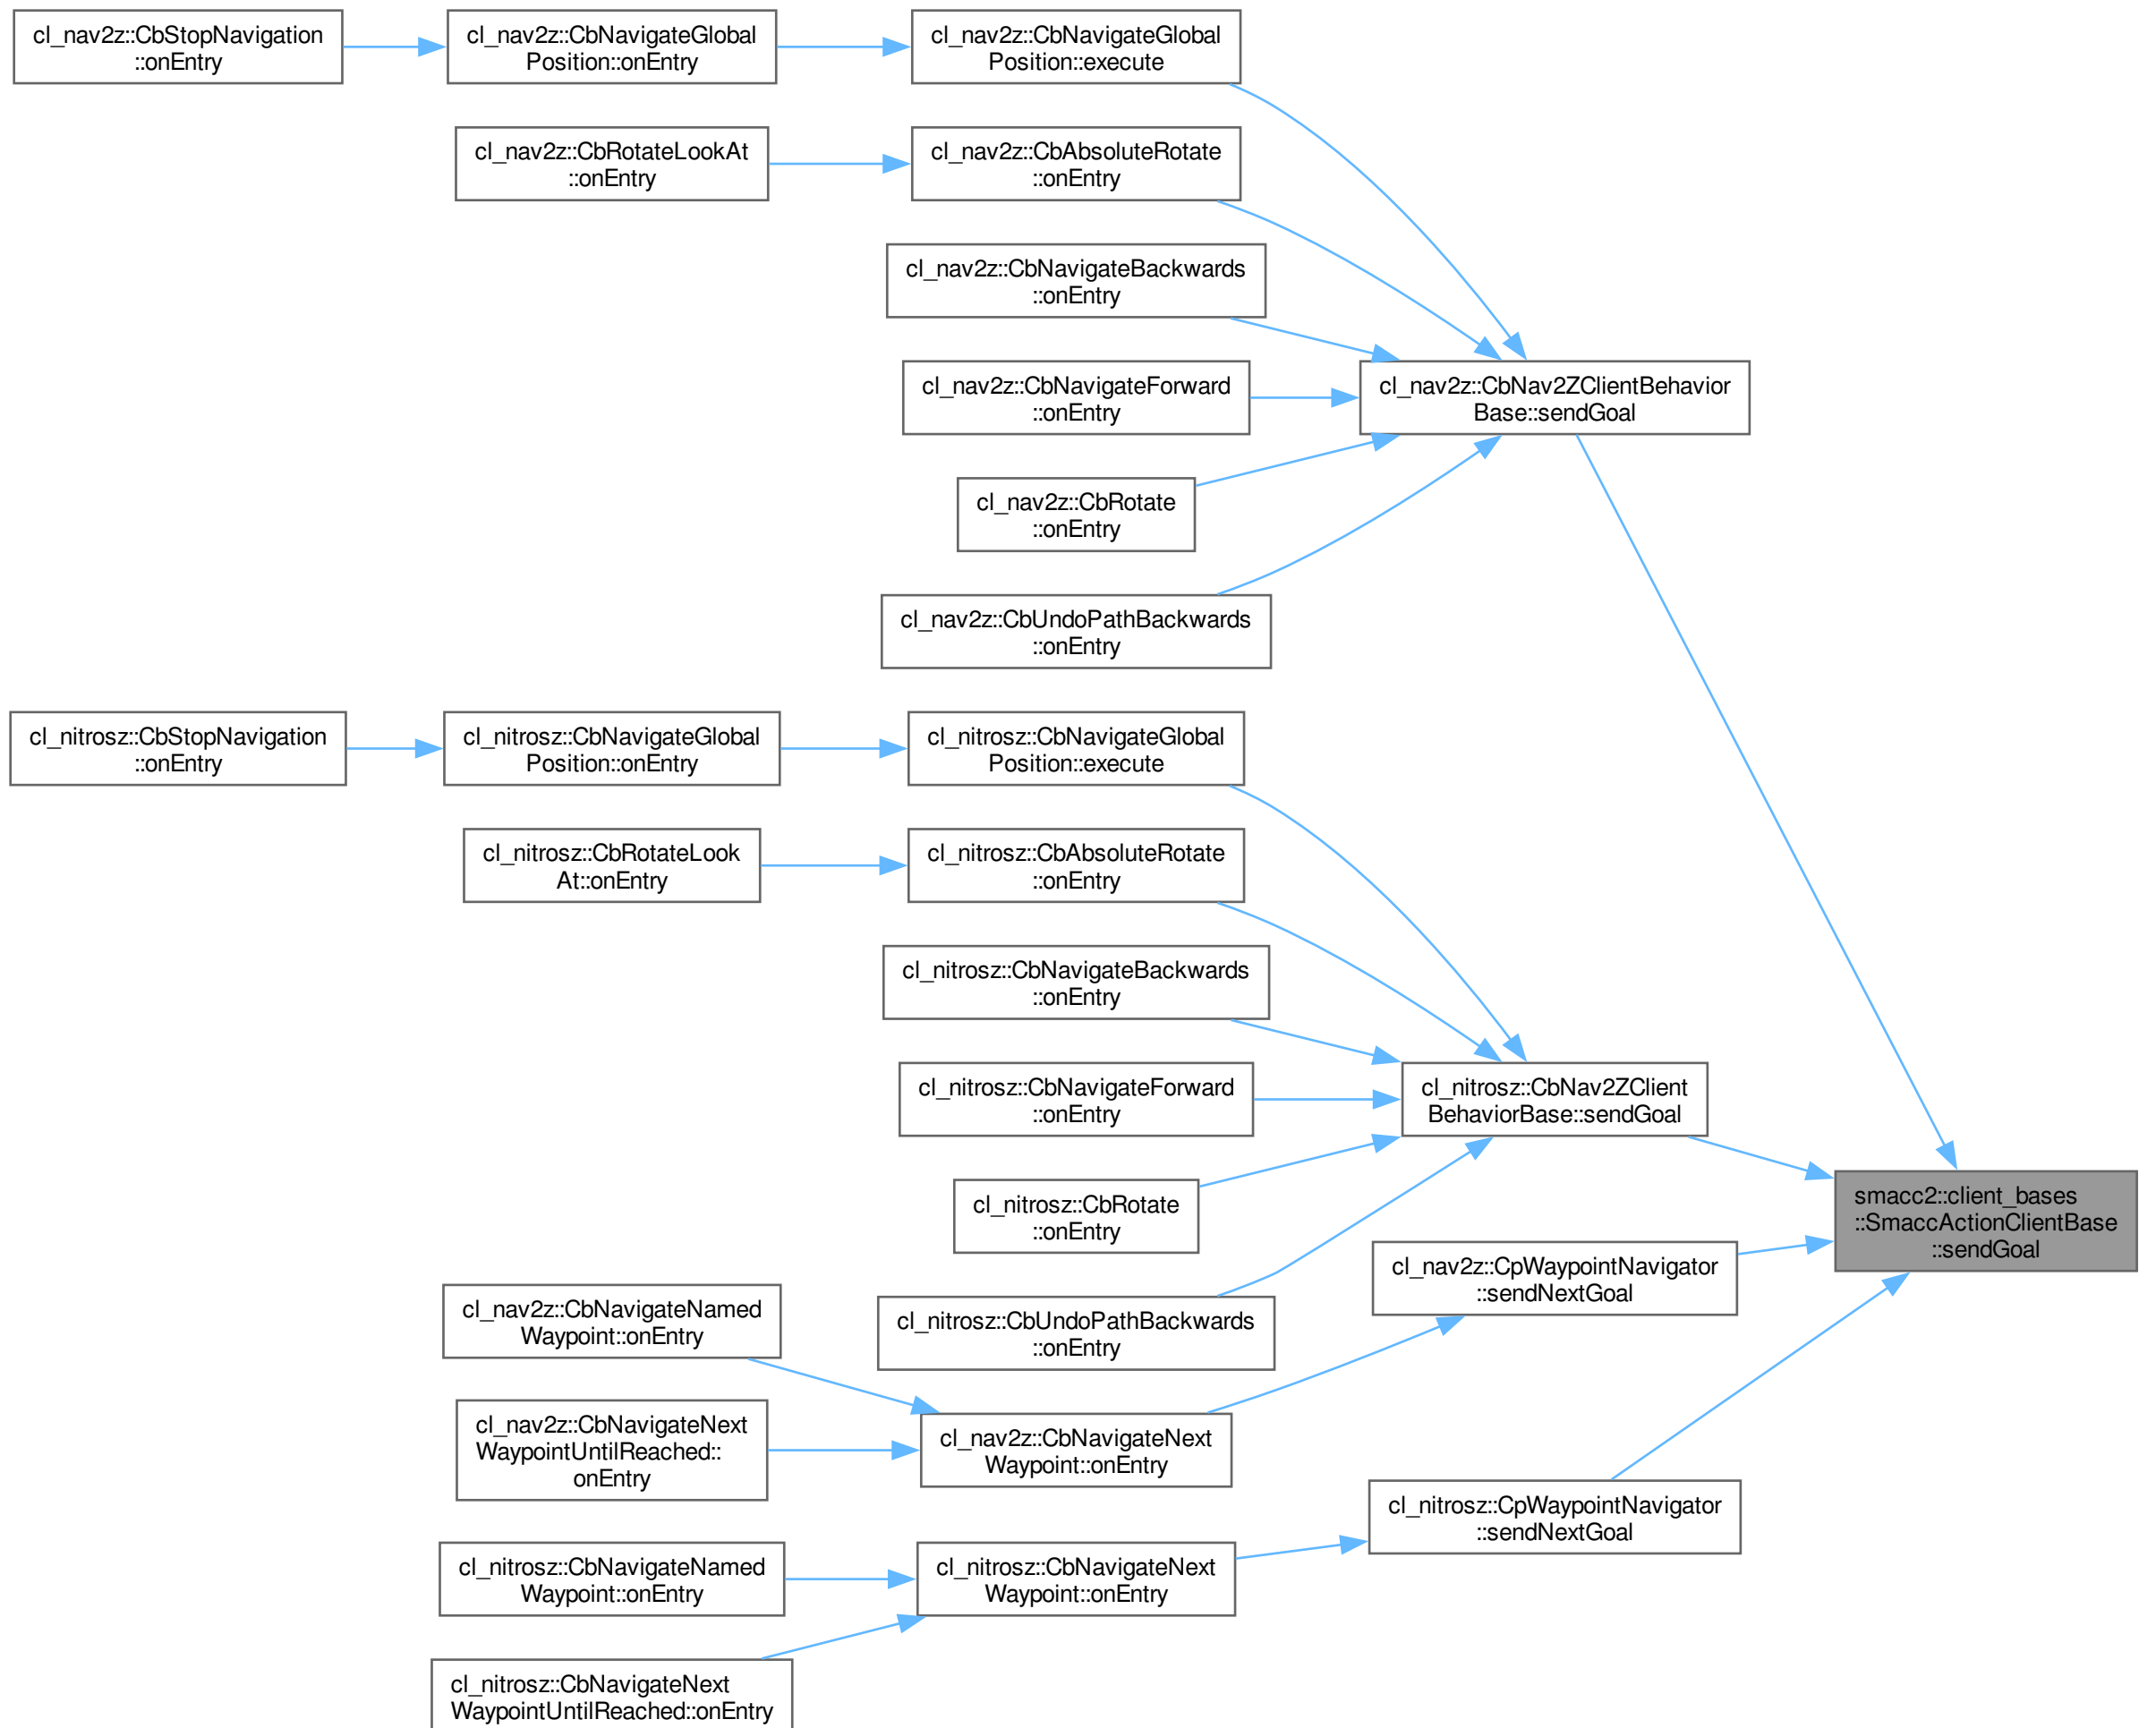 cl_nav2z::CbStopNavigation
::onEntry
cl_nav2z::CbNavigateGlobal
Position::onEntry
cl_nav2z::CbNavigateGlobal
Position::execute
cl_nav2z::CbRotateLookAt
::onEntry
cl_nav2z::CbAbsoluteRotate
::onEntry
cl_nav2z::CbNavigateBackwards
::onEntry
cl_nav2z::CbNavigateForward
::onEntry
cl_nav2z::CbNav2ZClientBehavior
Base::sendGoal
cl_nav2z::CbRotate
::onEntry
cl_nav2z::CbUndoPathBackwards
::onEntry
cl_nitrosz::CbStopNavigation
::onEntry
cl_nitrosz::CbNavigateGlobal
Position::onEntry
cl_nitrosz::CbNavigateGlobal
Position::execute
cl_nitrosz::CbRotateLook
At::onEntry
cl_nitrosz::CbAbsoluteRotate
::onEntry
cl_nitrosz::CbNavigateBackwards
::onEntry
cl_nitrosz::CbNavigateForward
::onEntry
cl_nitrosz::CbNav2ZClient
BehaviorBase::sendGoal
cl_nitrosz::CbRotate
::onEntry
smacc2::client_bases
::SmaccActionClientBase
::sendGoal
cl_nav2z::CpWaypointNavigator
::sendNextGoal
cl_nitrosz::CbUndoPathBackwards
::onEntry
cl_nav2z::CbNavigateNamed
Waypoint::onEntry
cl_nav2z::CbNavigateNext
WaypointUntilReached::
onEntry
cl_nav2z::CbNavigateNext
Waypoint::onEntry
cl_nitrosz::CpWaypointNavigator
::sendNextGoal
cl_nitrosz::CbNavigateNamed
Waypoint::onEntry
cl_nitrosz::CbNavigateNext
Waypoint::onEntry
cl_nitrosz::CbNavigateNext
WaypointUntilReached::onEntry